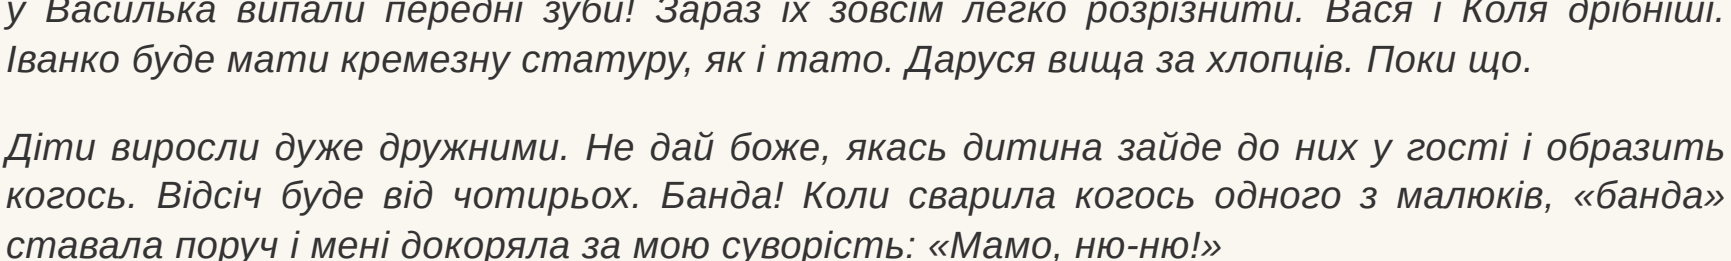 у Василька випали передні зуби! Зараз їх зовсім легко розрізнити. Вася і Коля дрібніші.
Іванко буде мати кремезну статуру, як і тато. Даруся вища за хлопців. Поки що.
Діти виросли дуже дружними. Не дай боже, якась дитина зайде до них у гості і образить
когось. Відсіч буде від чотирьох. Банда! Коли сварила когось одного з малюків, «банда»
ставала поруч і мені докоряла за мою суворість: «Мамо, ню-ню!»